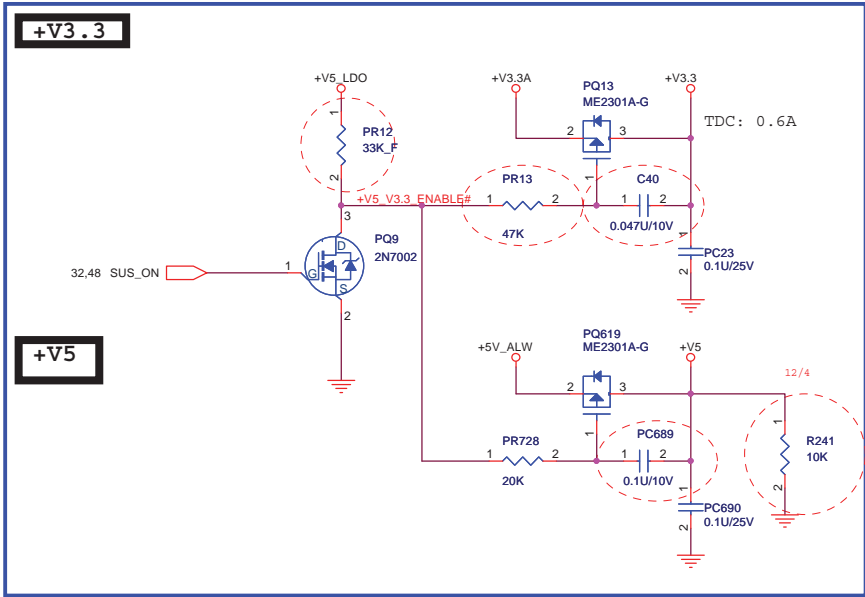 +V3.3
+V5_LDO
1
PR12
33K_F
2
+V5_V3.3_ENABLE#
3
D
PQ9
2N7002
32,48 SUS_ON
1
G
S
2
+V3.3A
PQ13
ME2301A-G
+V3.3
TDC: 0.6A
2
3
1
PR13
1
2
47K
C40
1
2
0.047U/10V
1
PC23
0.1U/25V
2
+V5
+5V_ALW
PQ619
ME2301A-G
+V5
12/4
2
3
1
PR728
1
2
20K
PC689
1
2
0.1U/10V
1
R241
10K
2
1
PC690
0.1U/25V
2